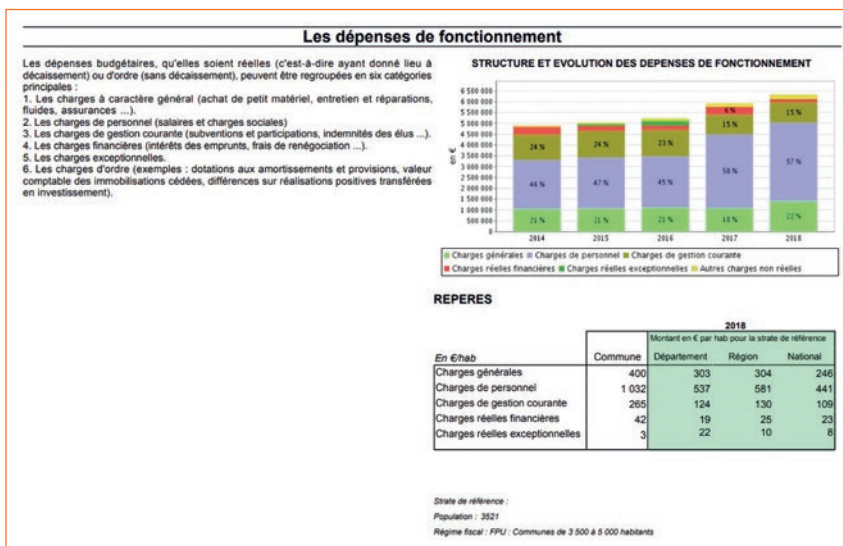 Les dépenses de fonctionnement
Les dépenses budgétaires, qu'elles soient réelles (c'est-à-dire ayant donné lieu à
décaissement) ou d'ordre (sans décaissement), peuvent être regroupées en six catégories
principales :
1. Les charges à caractère général (achat de petit matériel, entretien et réparations,
fluides, assurances ...).
2. Les charges de personnel (salaires et charges sociales)
3. Les charges de gestion courante (subventions et participations, indemnités des élus ...).
4. Les charges financières (intérêts des emprunts, frais de renégociation ...).
5. Les charges exceptionnelles.
6. Les charges d'ordre (exemples : dotations aux amortissements et provisions, valeur
comptable des immobilisations cédées, différences sur réalisations positives transférées
en investissement).
STRUCTURE ET EVOLUTION DES DEPENSES DE FONCTIONNEMENT
en €
6 500 000
6 000 000
5 500 000
5 000 000
4 500 000
4 000 000
3 500 000
3 000 000
2 500 000
2 000 000
1 500 000
1 000 000
500 000
0
24 % 24 % 23 % 6 % 15 % 15 %
46 % 47 % 45 % 58 % 57 %
21 % 21 % 21 % 18 % 22 %
2014 2015 2016 2017 2018
Charges générales Charges de personnel Charges de gestion courante
Charges réelles financières Charges réelles exceptionnelles Autres charges non réelles
REPERES
2018
Montant en € par hab pour la strate de référence
En €/hab Commune Département Région National
Charges générales 400 303 304 246
Charges de personnel 1 032 537 581 441
Charges de gestion courante 265 124 130 109
Charges réelles financières 42 19 25 23
Charges réelles exceptionnelles 3 22 10 8
Strate de référence :
Population : 3521
Régime fiscal : FPU : Communes de 3 500 à 5 000 habitants